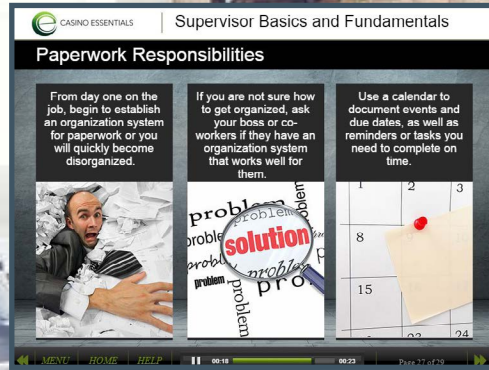 CASINO ESSENTIALS
Supervisor Basics and Fundamentals
Paperwork Responsibilities
From day one on the
job, begin to establish
an organization system
for paperwork or you
will quickly become
disorganized.
If you are not sure how
to get organized, ask
your boss or co-
workers if they have an
organization system
that works well for
them.
Use a calendar to
document events and
due dates, as well as
reminders or tasks you
need to complete on
time.
problem
problem
proble
solution
problem
problem
problem
problem
pro
1 2 3
8
15
23 24
MENU HOME HELP 00:18 00:23 Page 27 of 29